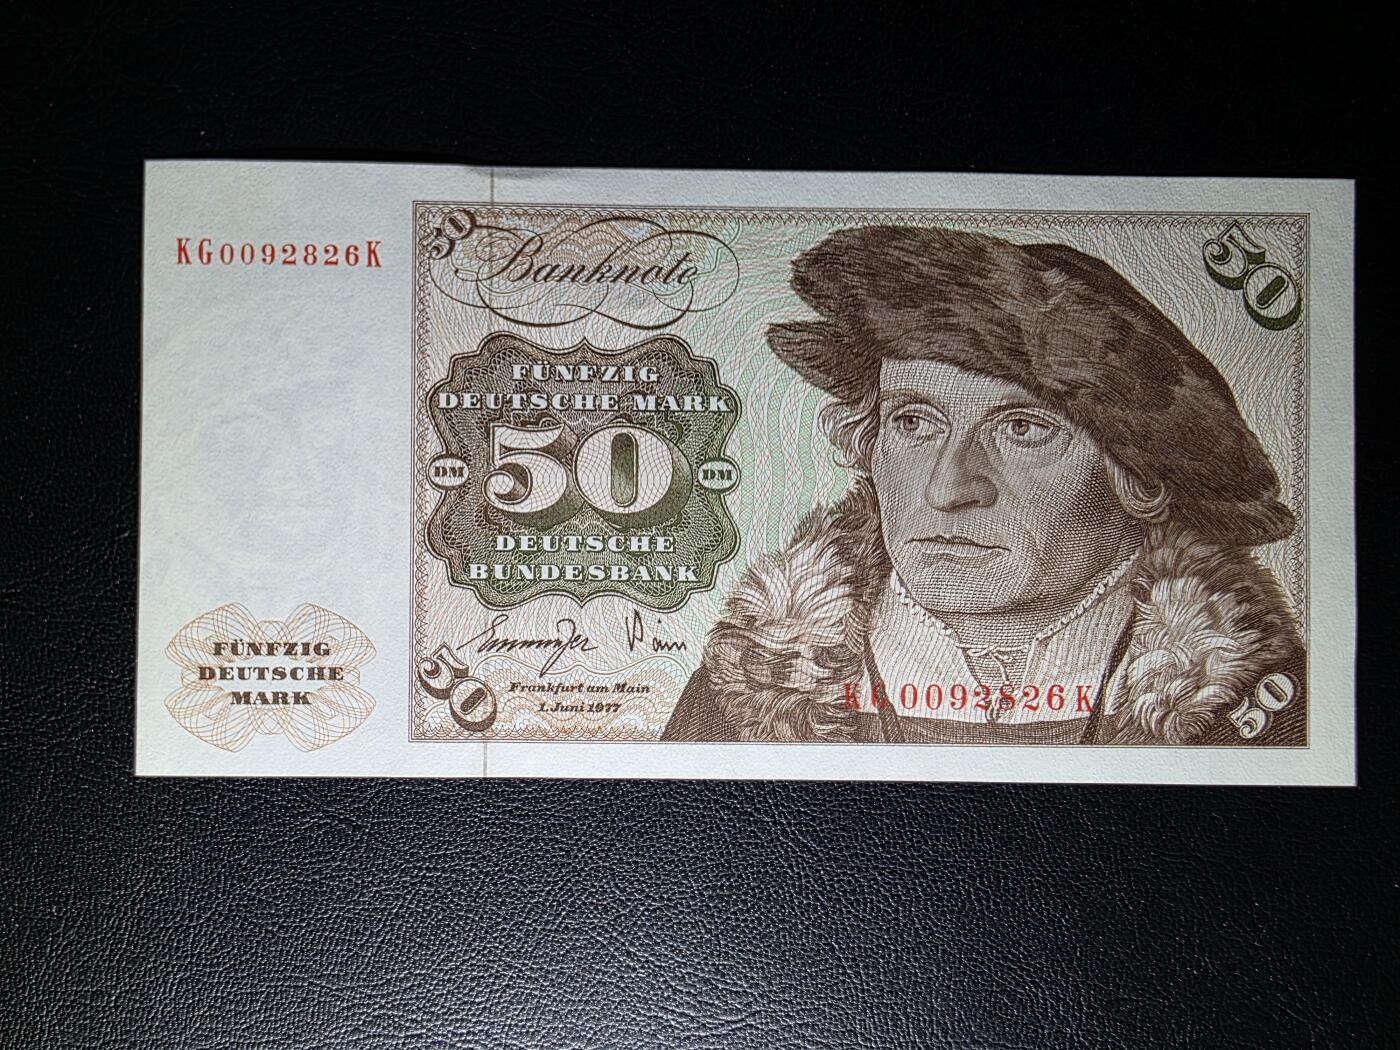 KG0092826K
50
Banknote
50
FÜNFZIG
DEUTSCHE MARK
50
DM
DM
DEUTSCHE
BUNDESBANK
50
Frankfurt am Main
1. Juni 1977
FÜNFZIG
DEUTSCHE
MARK
KG0092826K
50